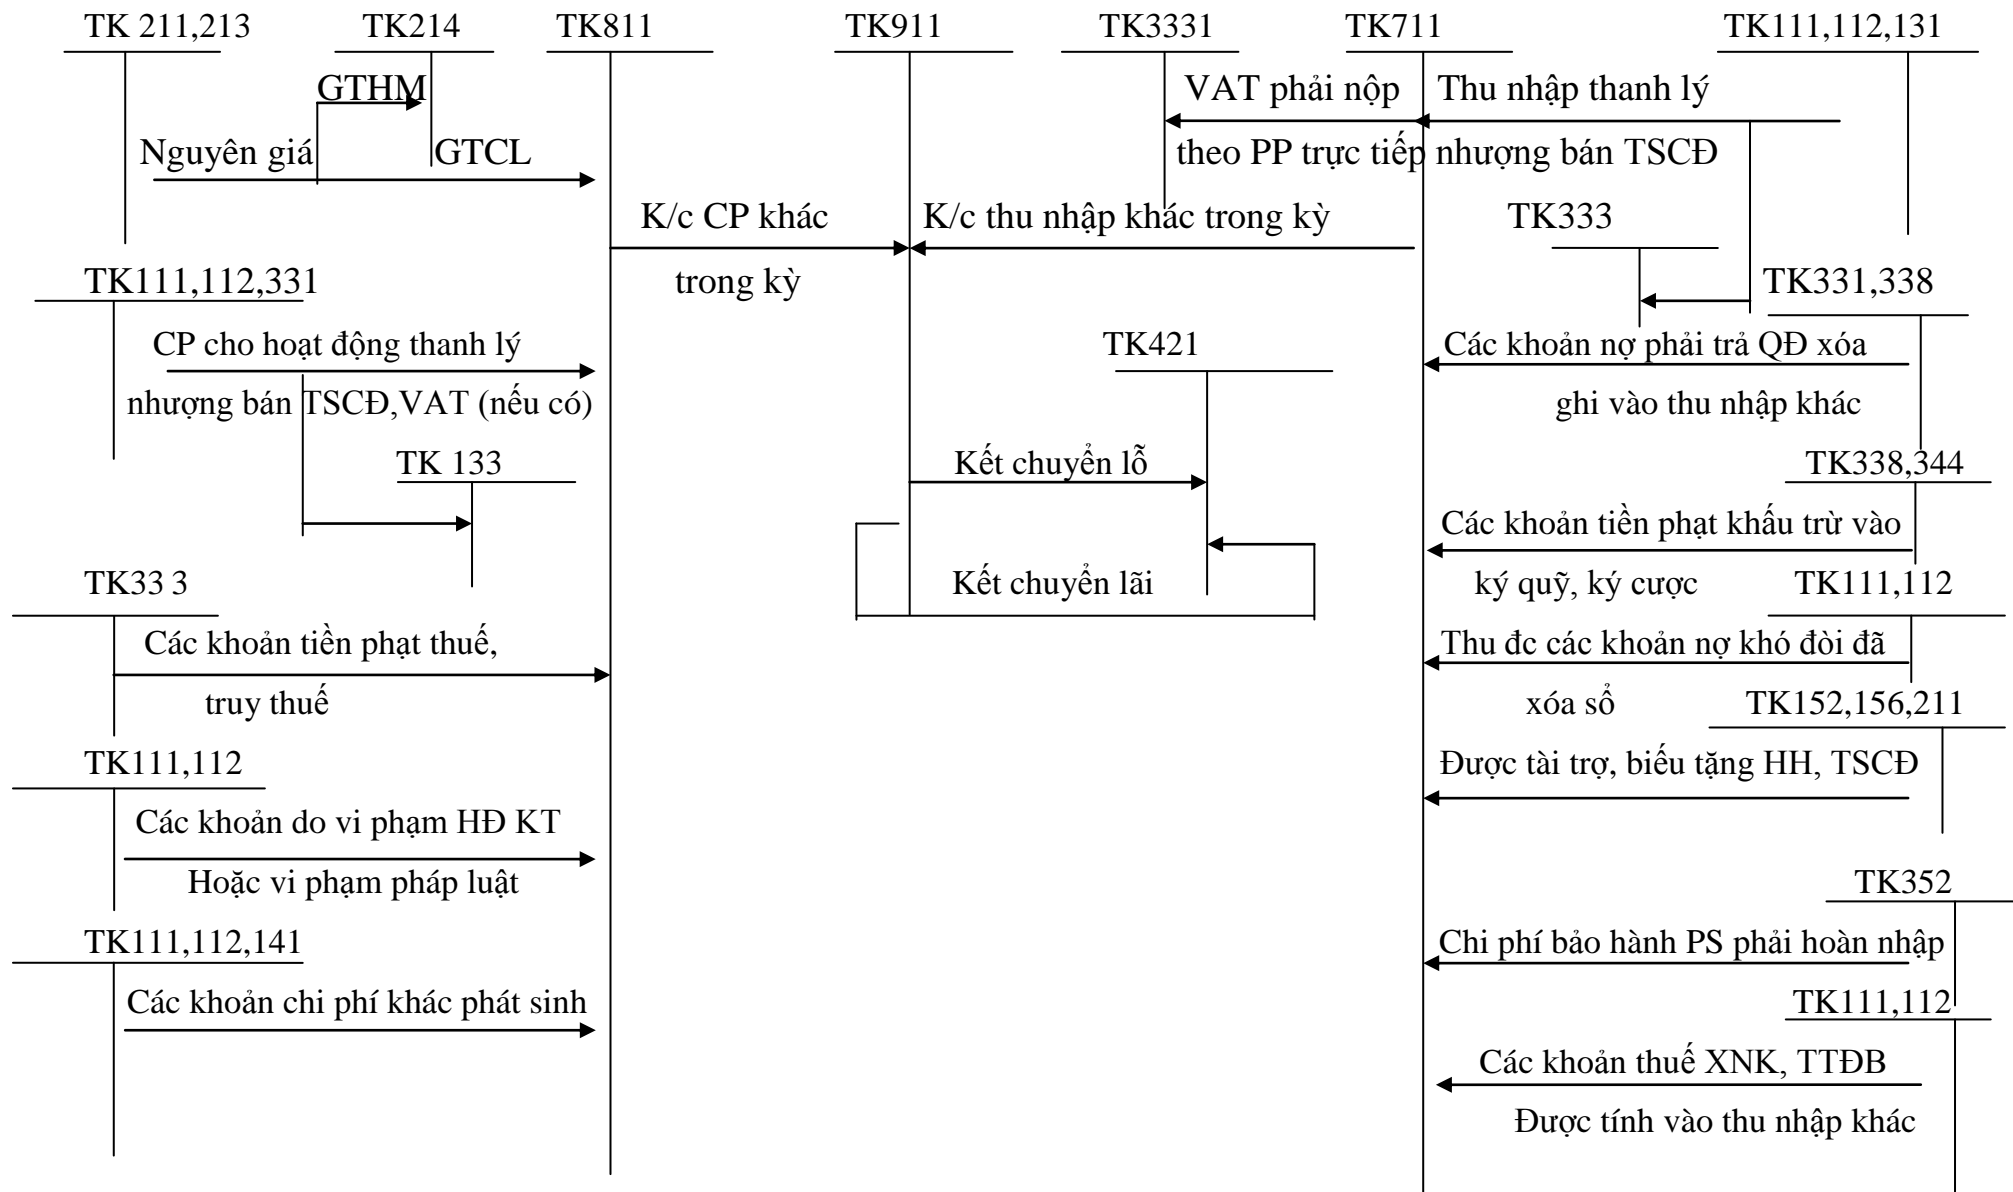 TK 211,213
TK214
TK811
TK911
TK3331
TK711
TK111,112,131
GTHM
VAT phải nộp
Thu nhập thanh lý
Nguyên giá
GTCL
theo PP trực tiếp nhượng bán TSCĐ
K/c CP khác
K/c thu nhập khác trong kỳ
TK333
trong kỳ
TK111,112,331
TK331,338
CP cho hoạt động thanh lý
TK421
Các khoản nợ phải trả QĐ xóa
nhượng bán TSCĐ,VAT (nếu có)
ghi vào thu nhập khác
TK 133
Kết chuyển lỗ
TK338,344
Các khoản tiền phạt khấu trừ vào
TK33 3
Kết chuyển lãi
ký quỹ, ký cược
TK111,112
Các khoản tiền phạt thuế,
Thu đc các khoản nợ khó đòi đã
truy thuế
xóa sổ
TK152,156,211
TK111,112
Được tài trợ, biếu tặng HH, TSCĐ
Các khoản do vi phạm HĐ KT
Hoặc vi phạm pháp luật
TK352
TK111,112,141
Chi phí bảo hành PS phải hoàn nhập
Các khoản chi phí khác phát sinh
TK111,112
Các khoản thuế XNK, TTĐB
Được tính vào thu nhập khác